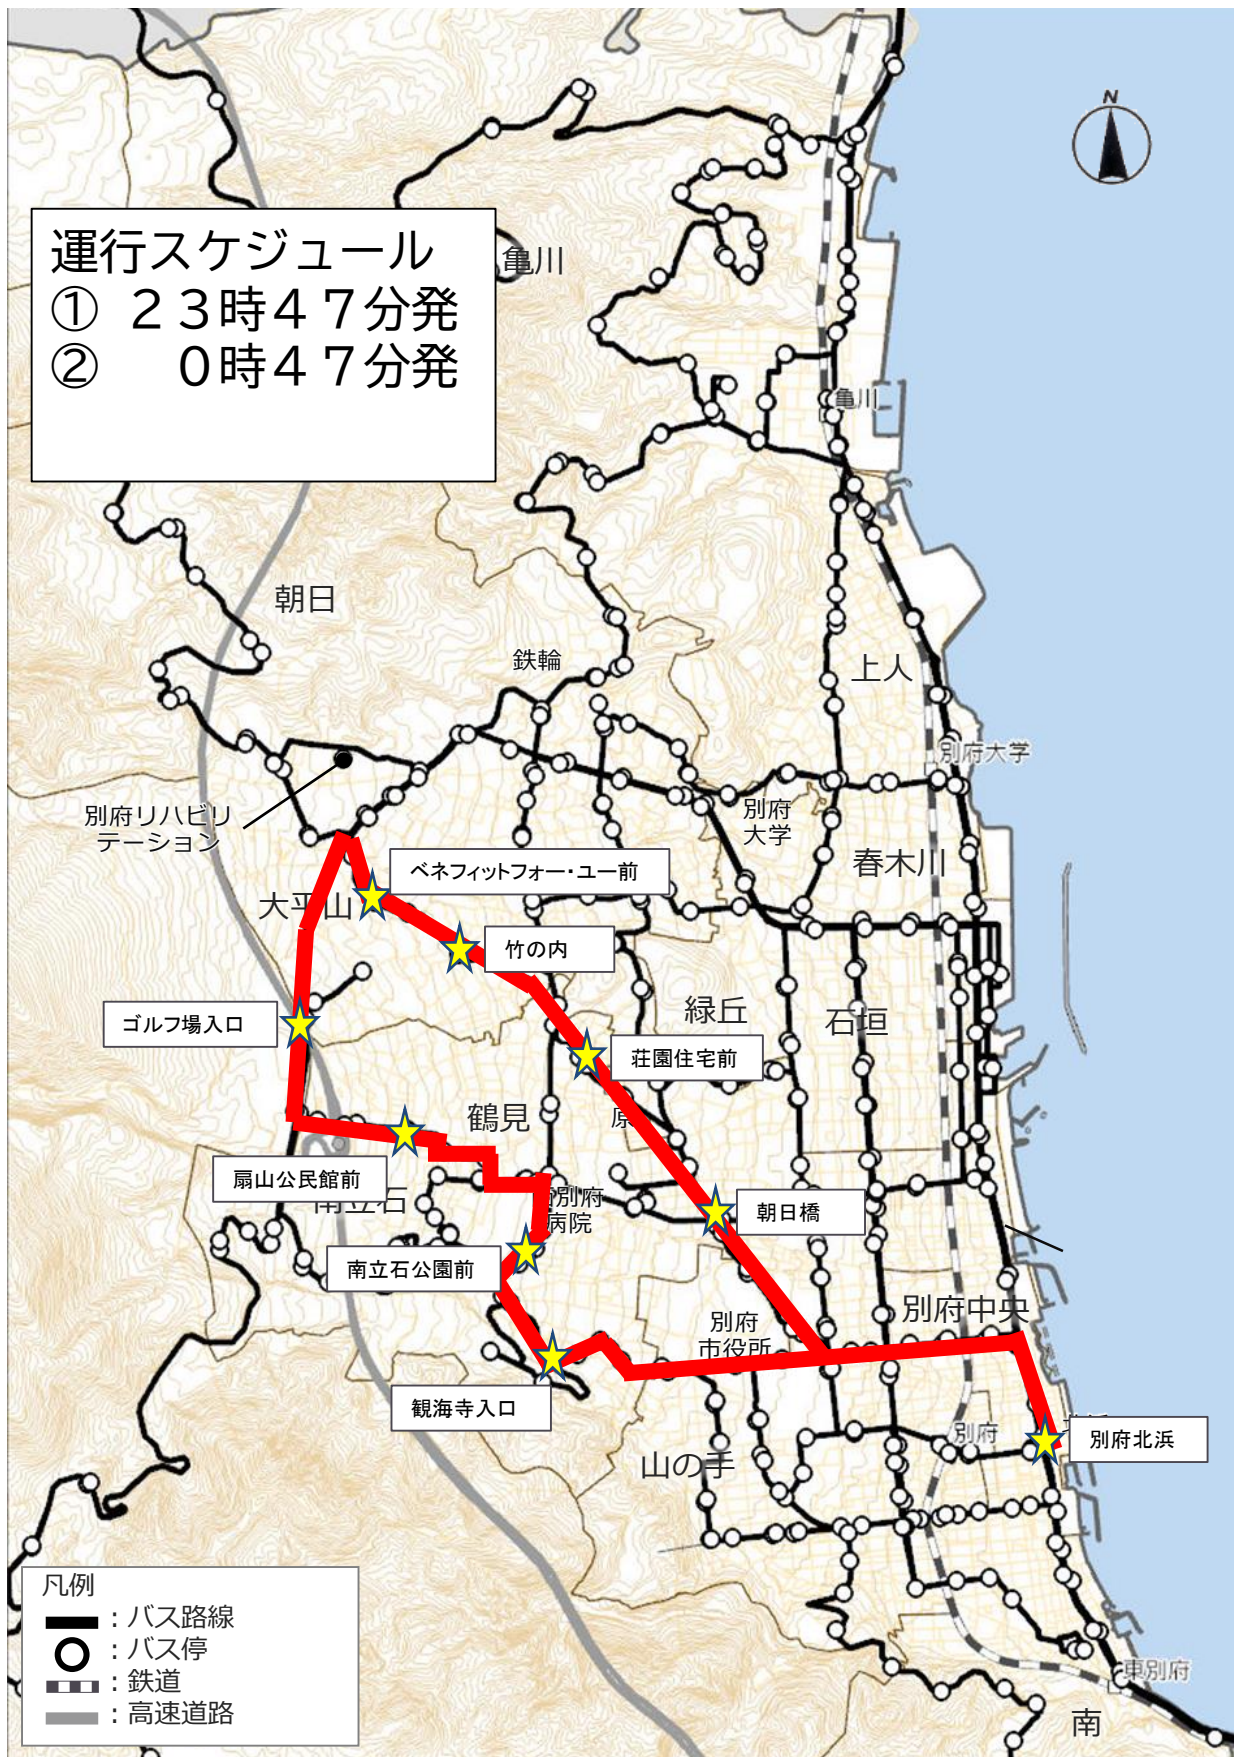 N
運行スケジュール
① 23時47分発
② 0時47分発
亀川
亀川
朝日
鉄輪
上人
別府大学
別府リハビリ
テーション
別府
大学
春木川
ベネフィットフォー・ユー前
大平山
竹の内
ゴルフ場入口
緑丘
石垣
荘園住宅前
鶴見
原
扇山公民館前
南立石
別府
病院
朝日橋
南立石公園前
別府中央
別府
市役所
観海寺入口
別府
別府北浜
山の手
凡例
:バス路線
:バス停
:鉄道
:高速道路
東別府
南